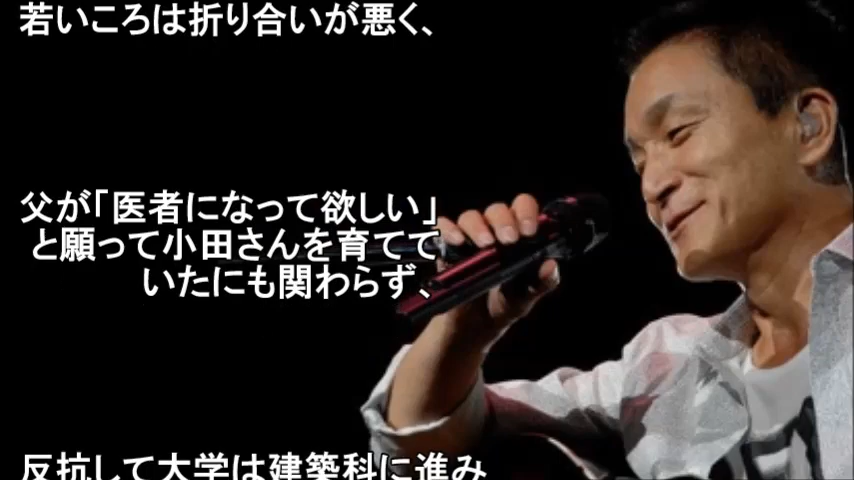 若いころは折り合いが悪く、
父が「医者になって欲しい」
と願って小田さんを育てて
いたにも関わらず、
反抗して大学は建築科に進み